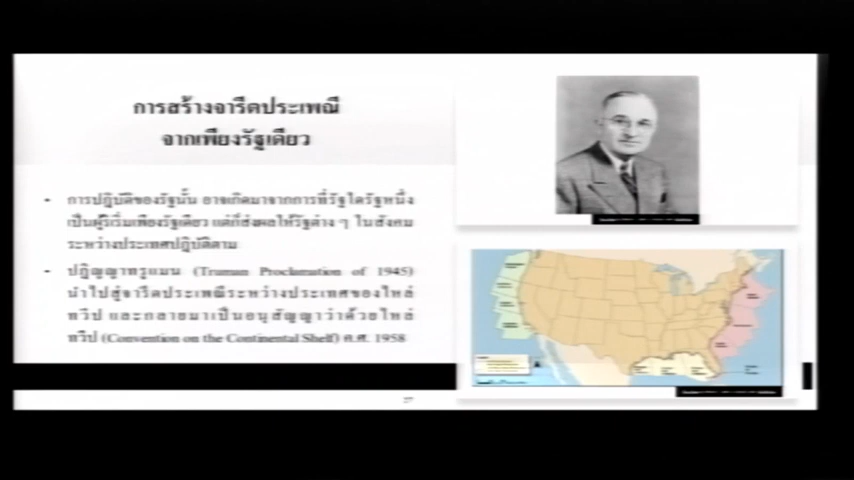 การสร้างจารีตประเพณี
จากเพียงรัฐเดียว
• การปฏิบัติของรัฐนั้น อาจเกิดมาจากการที่รัฐใดรัฐหนึ่ง
เป็นผู้ริเริ่มเพียงรัฐเดียว แต่ก็ส่งผลให้รัฐต่าง ๆ ในสังคม
ระหว่างประเทศปฏิบัติตาม
• ปฏิญญาทรูแมน (Truman Proclamation of 1945)
นำไปสู่จารีตประเพณีระหว่างประเทศของไหล่
ทวีป และกลายมาเป็นอนุสัญญาว่าด้วยไหล่
ทวีป (Convention on the Continental Shelf) ค.ศ. 1958
27